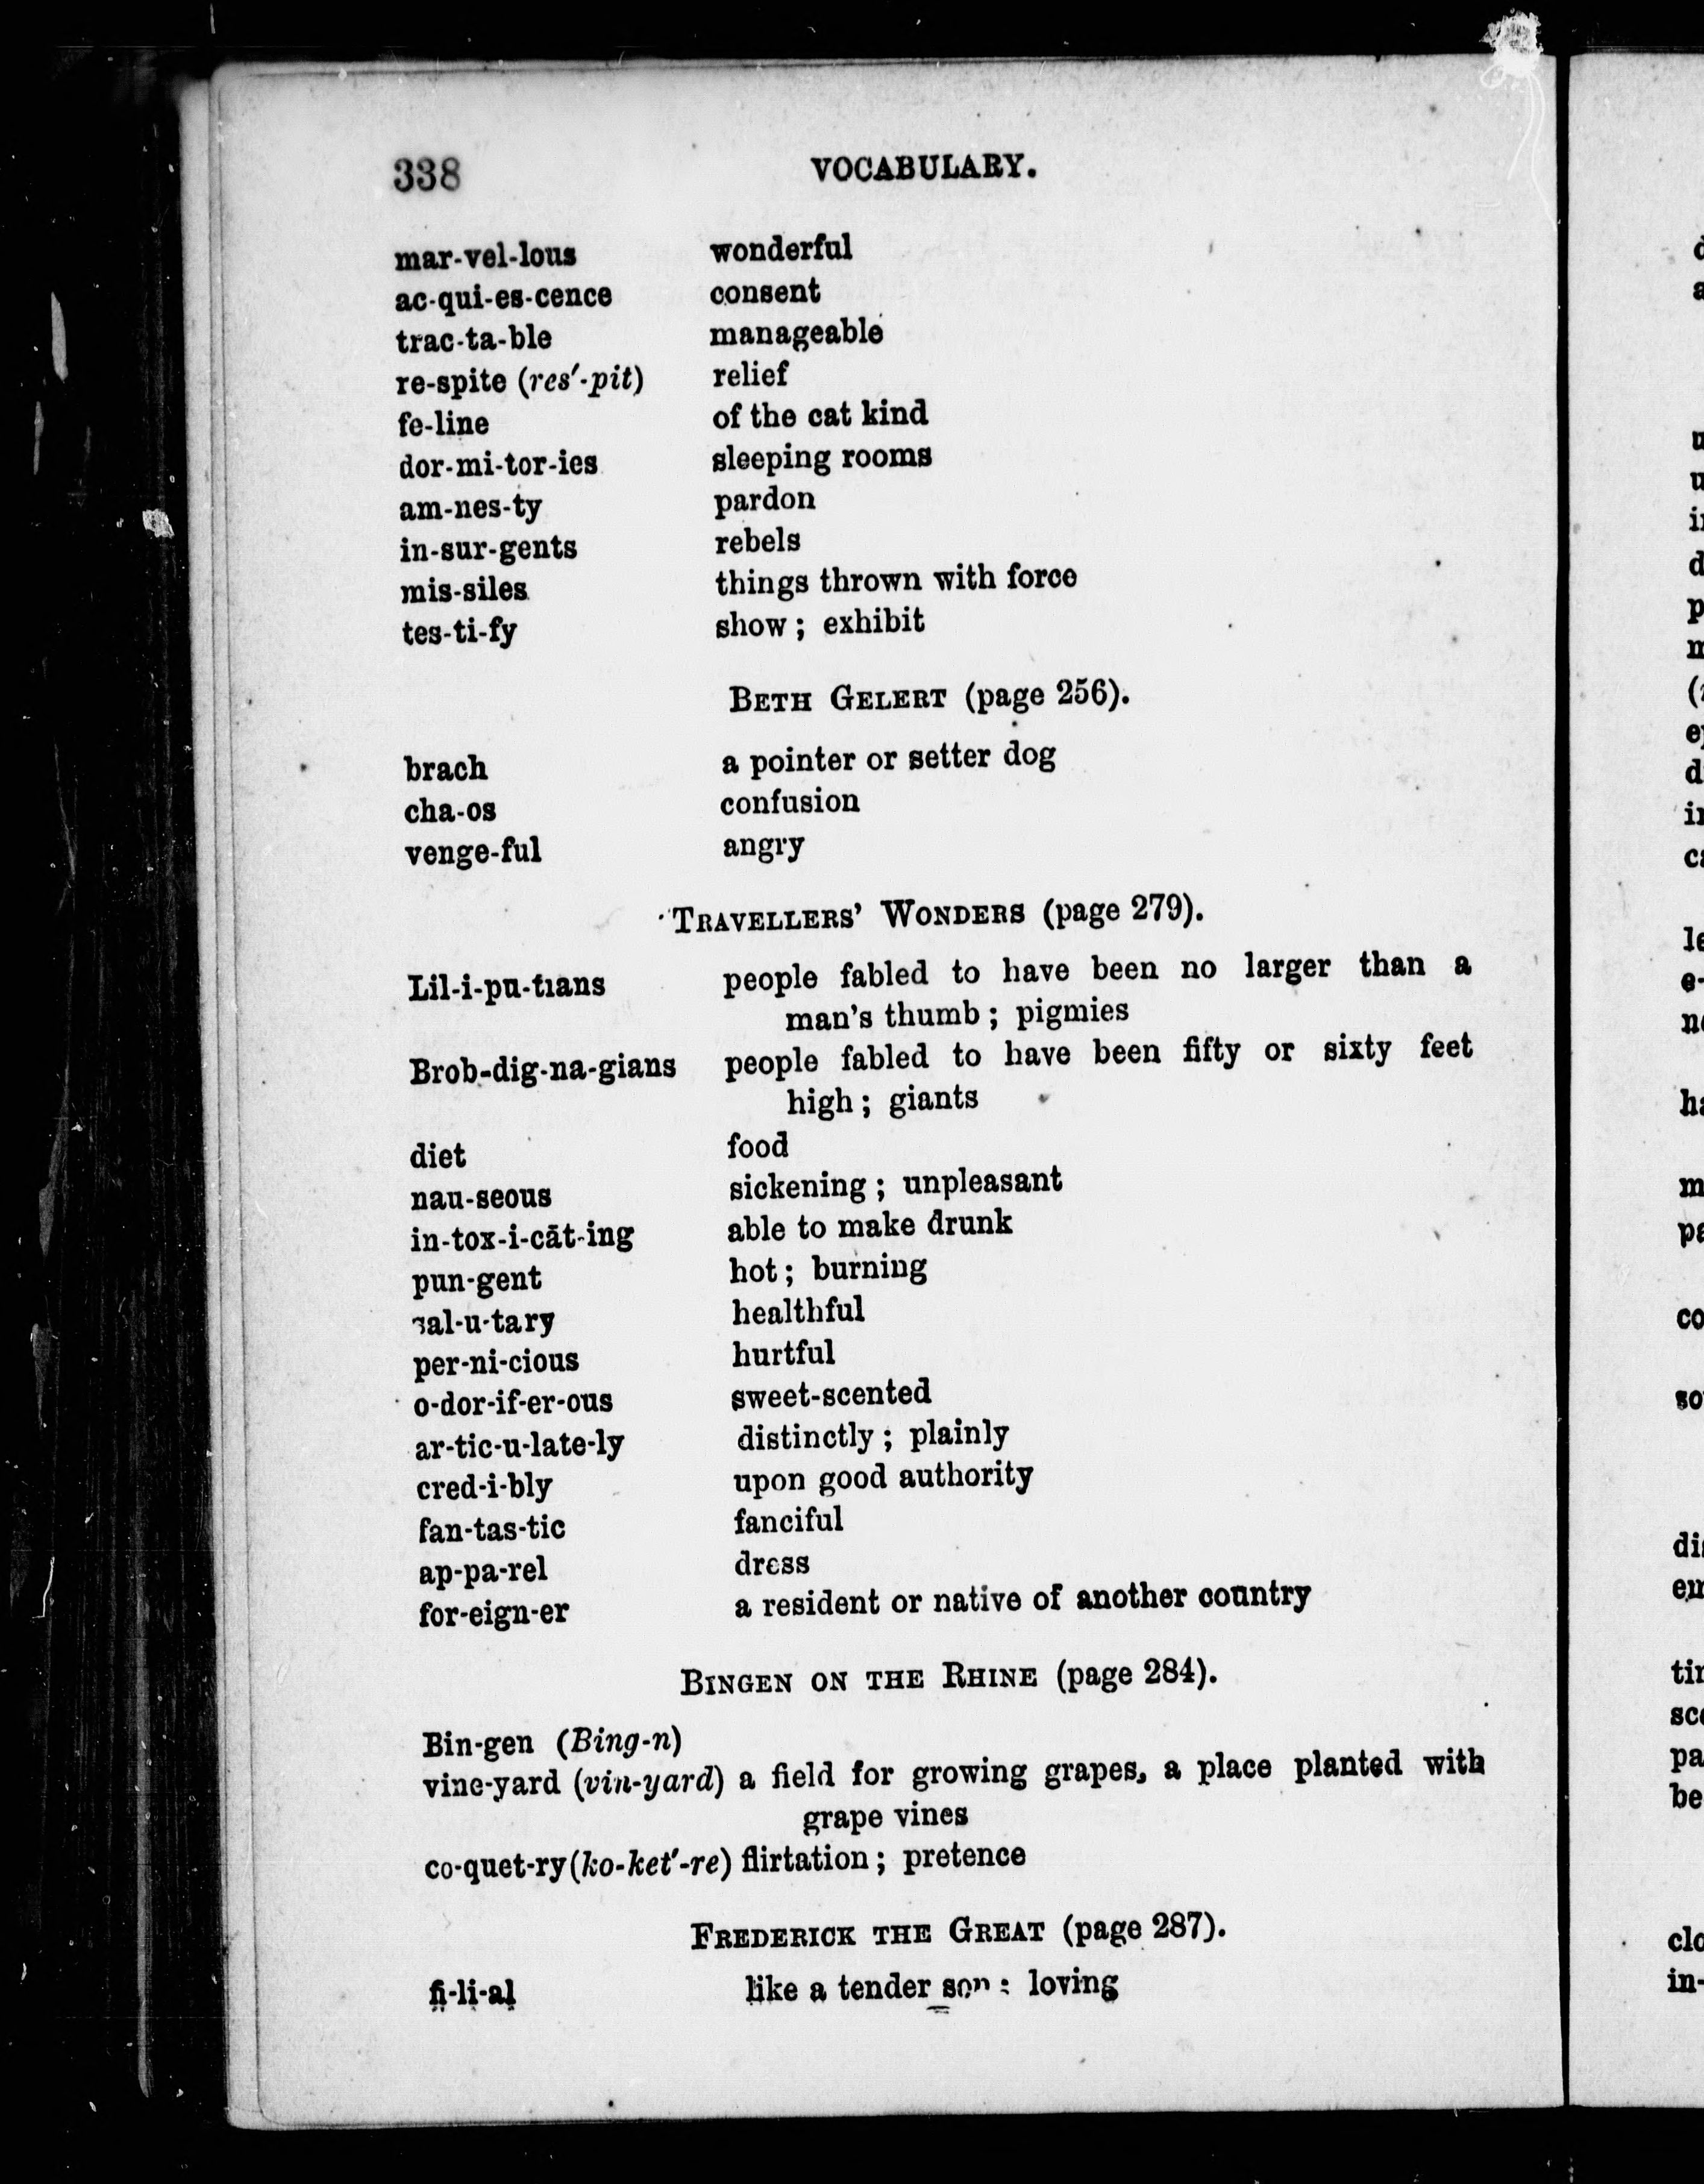 338 VOCABULARY.
mar-vel-lous wonderful
ac-qui-es-cence consent
trac-ta-ble manageable
re-spite (res′-pit) relief
fe-line of the cat kind
dor-mi-tor-ies sleeping rooms
am-nes-ty pardon
in-sur-gents rebels
mis-siles things thrown with force
tes-ti-fy show; exhibit
BETH GELERT (page 256).
brach a pointer or setter dog
cha-os confusion
venge-ful angry
TRAVELLERS' WONDERS (page 279).
Lil-i-pu-tians people fabled to have been no larger than a
man's thumb; pigmies
Brob-dig-na-gians people fabled to have been fifty or sixty feet
high; giants
diet food
nau-seous sickening; unpleasant
in-tox-i-cāt-ing able to make drunk
pun-gent hot; burning
sal-u-tary healthful
per-ni-cious hurtful
o-dor-if-er-ous sweet-scented
ar-tic-u-late-ly distinctly; plainly
cred-i-bly upon good authority
fan-tas-tic fanciful
ap-pa-rel dress
for-eign-er a resident or native of another country
BINGEN ON THE RHINE (page 284).
Bin-gen (Bing-n)
vine-yard (vin-yard) a field for growing grapes, a place planted with
grape vines
co-quet-ry (ko-ket′-re) flirtation; pretence
FREDERICK THE GREAT (page 287).
fi-li-al like a tender son: loving